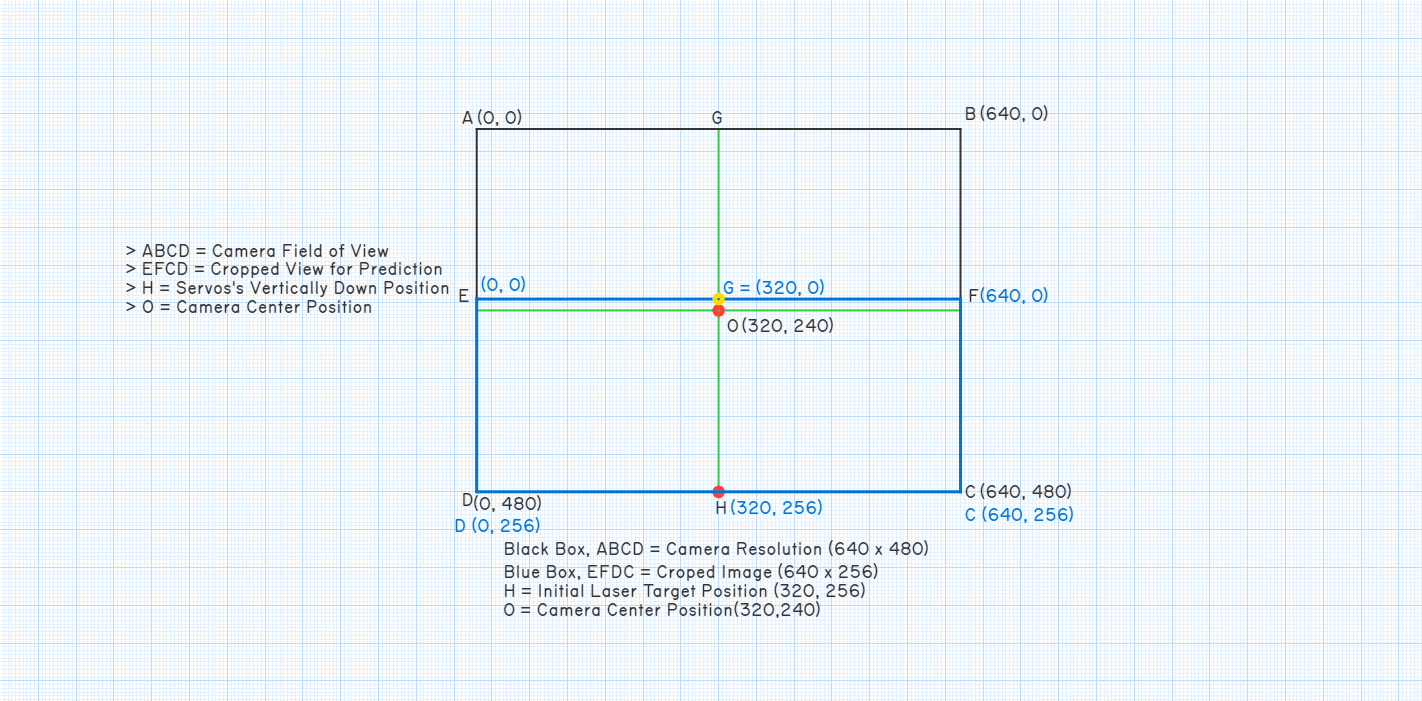 A (0, 0)
G
B (640, 0)
> ABCD = Camera Field of View
> EFCD = Cropped View for Prediction
> H = Servos's Vertically Down Position
> O = Camera Center Position
E
(0, 0)
G = (320, 0)
F (640, 0)
O (320, 240)
D (0, 480)
D (0, 256)
H (320, 256)
C (640, 480)
C (640, 256)
Black Box, ABCD = Camera Resolution (640 x 480)
Blue Box, EFDC = Croped Image (640 x 256)
H = Initial Laser Target Position (320, 256)
O = Camera Center Position(320,240)